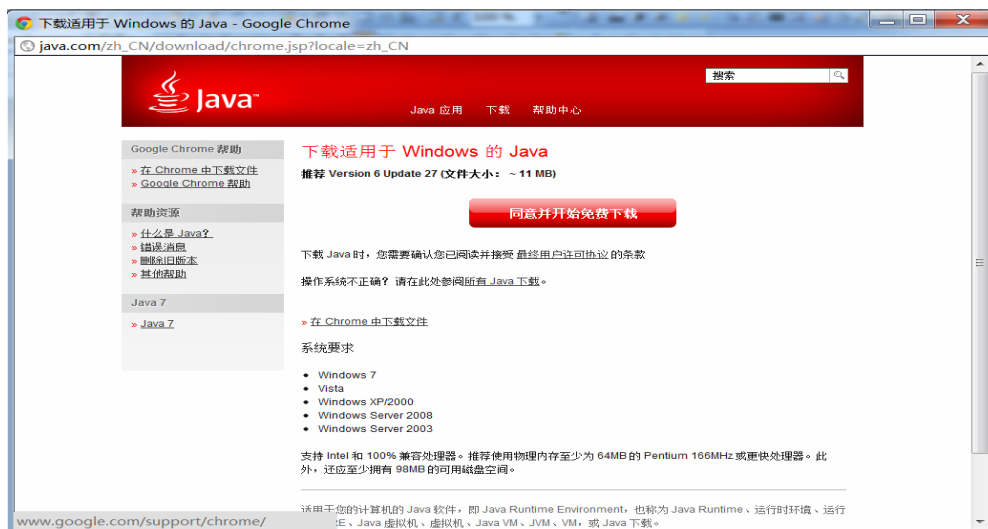 下载适用于 Windows 的 Java - Google Chrome
java.com/zh_CN/download/chrome.jsp?locale=zh_CN
Java™
搜索
Java 应用 下载 帮助中心
Google Chrome 帮助
» 在 Chrome 中下载文件
» Google Chrome 帮助
帮助资源
» 什么是 Java?
» 错误消息
» 删除旧版本
» 其他帮助
Java 7
» Java 7
下载适用于 Windows 的 Java
推荐 Version 6 Update 27 (文件大小: ~ 11 MB)
同意并开始免费下载
下载 Java 时,您需要确认您已阅读并接受 最终用户许可协议 的条款
操作系统不正确? 请在此处参阅所有 Java 下载。
» 在 Chrome 中下载文件
系统要求
• Windows 7
• Vista
• Windows XP/2000
• Windows Server 2008
• Windows Server 2003
支持 Intel 和 100% 兼容处理器。推荐使用物理内存至少为 64MB 的 Pentium 166MHz 或更快处理器。此
外,还应至少拥有 98MB 的可用磁盘空间。
适用于您的计算机的 Java 软件,即 Java Runtime Environment,也称为 Java Runtime、运行时环境、运行
E、Java 虚拟机、虚拟机、Java VM、JVM、VM,或 Java 下载。
www.google.com/support/chrome/